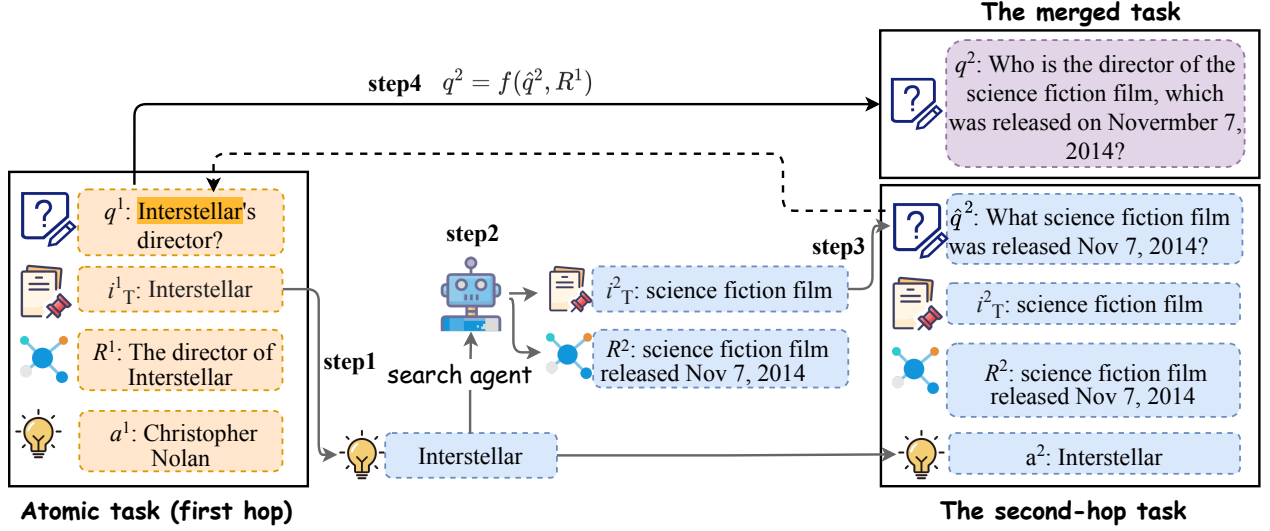 The merged task
q²: Who is the director of the
science fiction film, which
was released on Novermber 7,
2014?
step4 q² = f(q̂², R¹)
q¹: Interstellar's
director?
i¹_T: Interstellar
R¹: The director of
Interstellar
a¹: Christopher
Nolan
Atomic task (first hop)
step1
step2
search agent
Interstellar
i²_T: science fiction film
R²: science fiction film
released Nov 7, 2014
step3
q̂²: What science fiction film
was released Nov 7, 2014?
i²_T: science fiction film
R²: science fiction film
released Nov 7, 2014
a²: Interstellar
The second-hop task